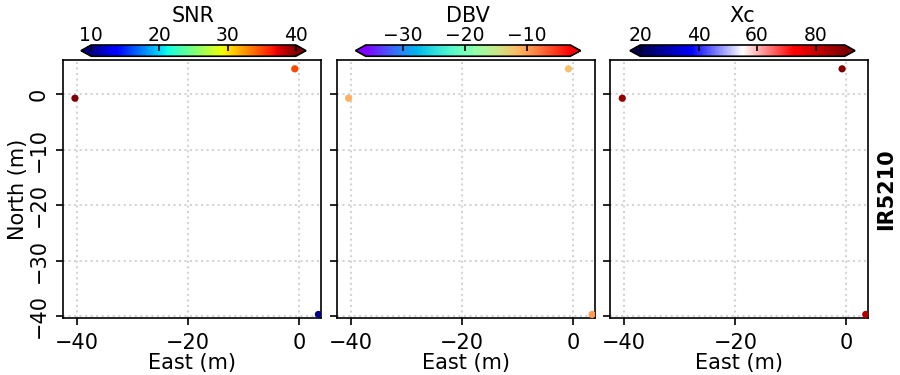 SNR DBV Xc
10 20 30 40 −30 −20 −10 20 40 60 80
North (m)
0
−10
−20
−30
−40
IR5210
−40 −20 0 −40 −20 0 −40 −20 0
East (m) East (m) East (m)